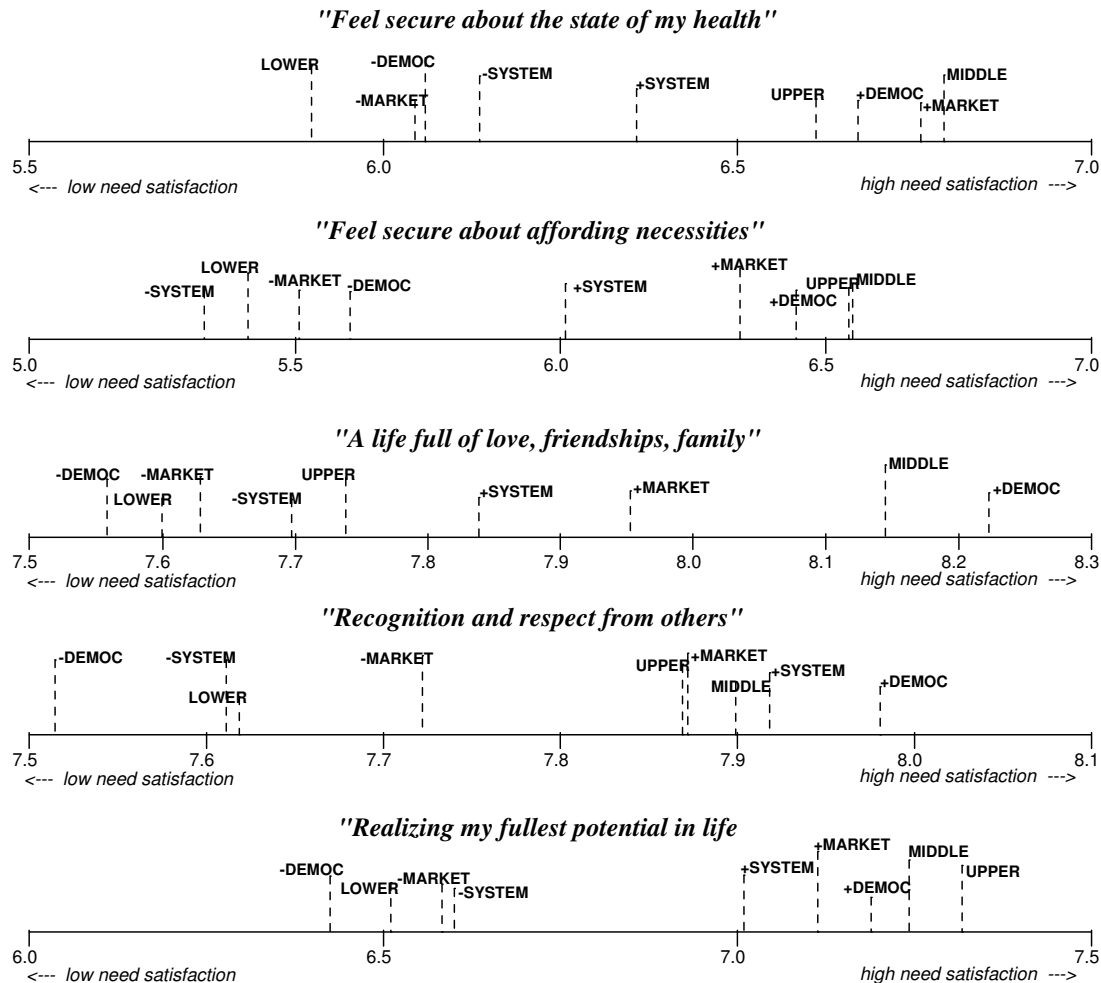 "Feel secure about the state of my health"
LOWER -DEMOC -SYSTEM MIDDLE
-MARKET +SYSTEM UPPER +DEMOC +MARKET
5.5 6.0 6.5 7.0
<--- low need satisfaction high need satisfaction --->
"Feel secure about affording necessities"
LOWER +MARKET
-SYSTEM -MARKET -DEMOC +SYSTEM +DEMOC UPPER MIDDLE
5.0 5.5 6.0 6.5 7.0
<--- low need satisfaction high need satisfaction --->
"A life full of love, friendships, family"
-DEMOC -MARKET UPPER MIDDLE
LOWER -SYSTEM +SYSTEM +MARKET +DEMOC
7.5 7.6 7.7 7.8 7.9 8.0 8.1 8.2 8.3
<--- low need satisfaction high need satisfaction --->
"Recognition and respect from others"
-DEMOC -SYSTEM -MARKET UPPER +MARKET +SYSTEM
LOWER MIDDLE +DEMOC
7.5 7.6 7.7 7.8 7.9 8.0 8.1
<--- low need satisfaction high need satisfaction --->
"Realizing my fullest potential in life
-DEMOC +SYSTEM +MARKET MIDDLE UPPER
LOWER -MARKET -SYSTEM +DEMOC
6.0 6.5 7.0 7.5
<--- low need satisfaction high need satisfaction --->